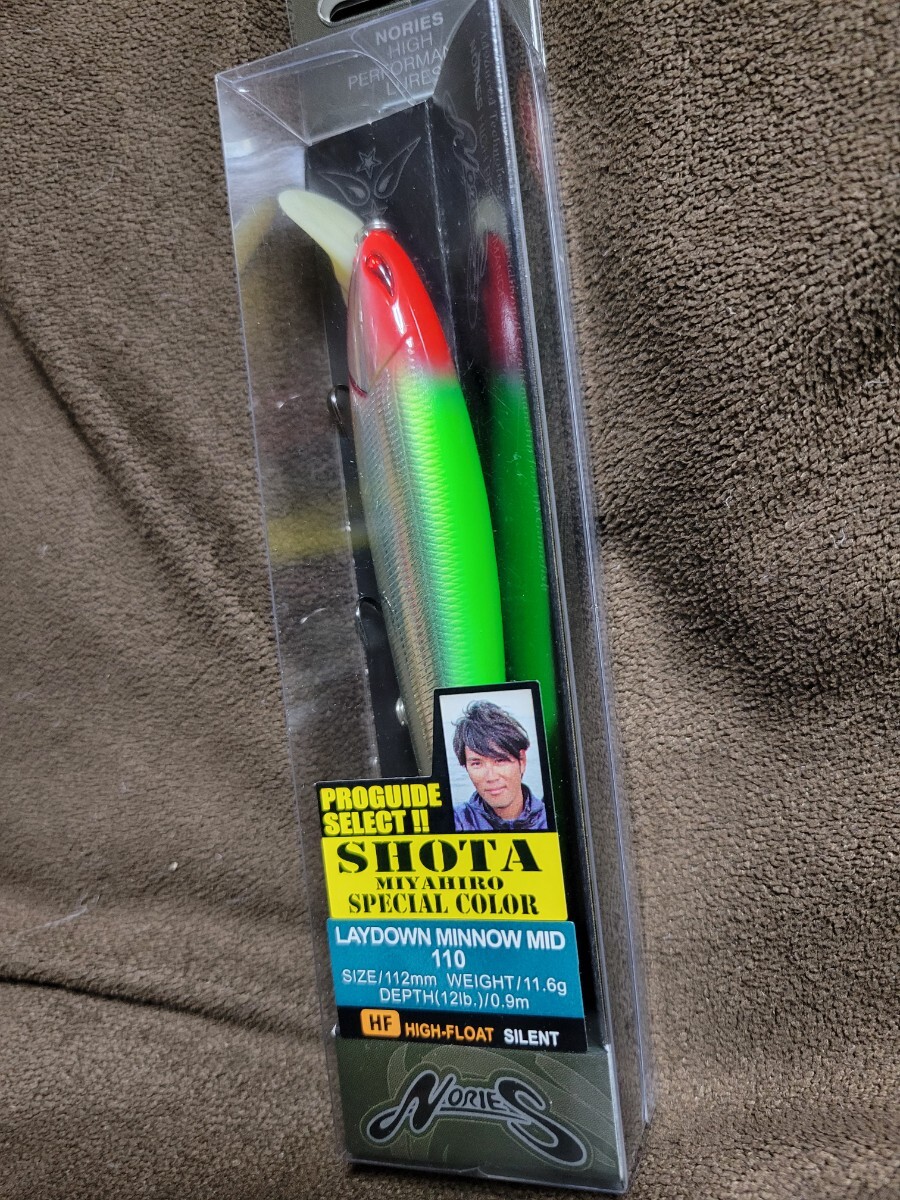 NORIES
HIGH
PERFORMANCE
LURES
PROGUIDE
SELECT !!
SHOTA
MIYAHIRO
SPECIAL COLOR
LAYDOWN MINNOW MID
110
SIZE/112mm WEIGHT/11.6g
DEPTH(12lb.)/0.9m
HF HIGH-FLOAT SILENT
NORIES